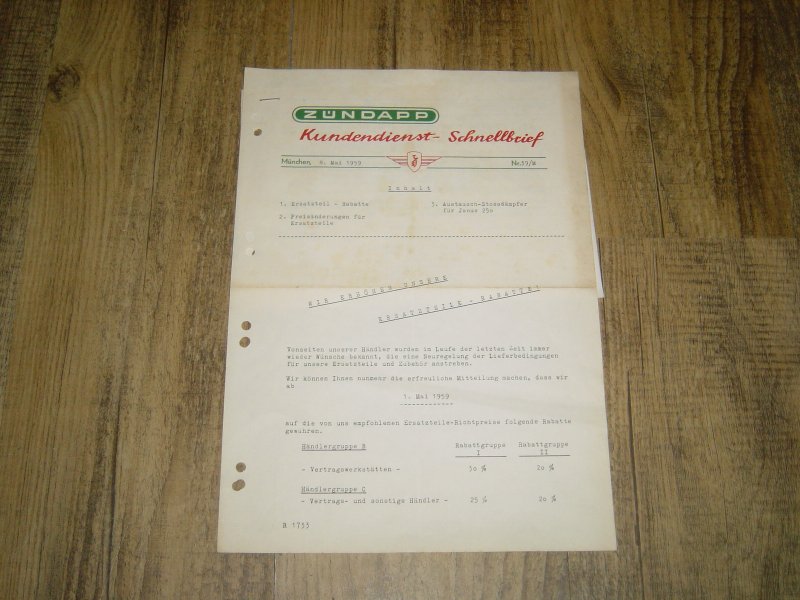 ZÜNDAPP
Kundendienst- Schnellbrief
München, 6. Mai 1959 Nr. 19/M
Inhalt
1. Ersatzteil - Rabatte 3. Austausch-Stossdämpfer
für Janus 250
2. Preisänderungen für
Ersatzteile
WIR ERHÖHEN UNSERE
ERSATZTEILE - RABATTE!
Vonseiten unserer Händler wurden im Laufe der letzten Zeit immer
wieder Wünsche bekannt, die eine Neuregelung der Lieferbedingungen
für unsere Ersatzteile und Zubehör anstreben.
Wir können Ihnen nunmehr die erfreuliche Mitteilung machen, dass wir
ab
1. Mai 1959
auf die von uns empfohlenen Ersatzteile-Richtpreise folgende Rabatte
gewähren.
Händlergruppe B Rabattgruppe Rabattgruppe
I II
- Vertragswerkstätten - 30 % 20 %
Händlergruppe C
- Vertrags- und sonstige Händler - 25 % 20 %
R 1733